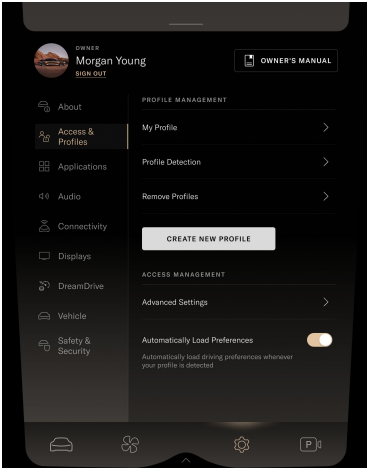 OWNER
Morgan Young
SIGN OUT
OWNER'S MANUAL
About
Access &
Profiles
Applications
Audio
Connectivity
Displays
DreamDrive
Vehicle
Safety &
Security
PROFILE MANAGEMENT
My Profile
Profile Detection
Remove Profiles
CREATE NEW PROFILE
ACCESS MANAGEMENT
Advanced Settings
Automatically Load Preferences
Automatically load driving preferences whenever
your profile is detected
P